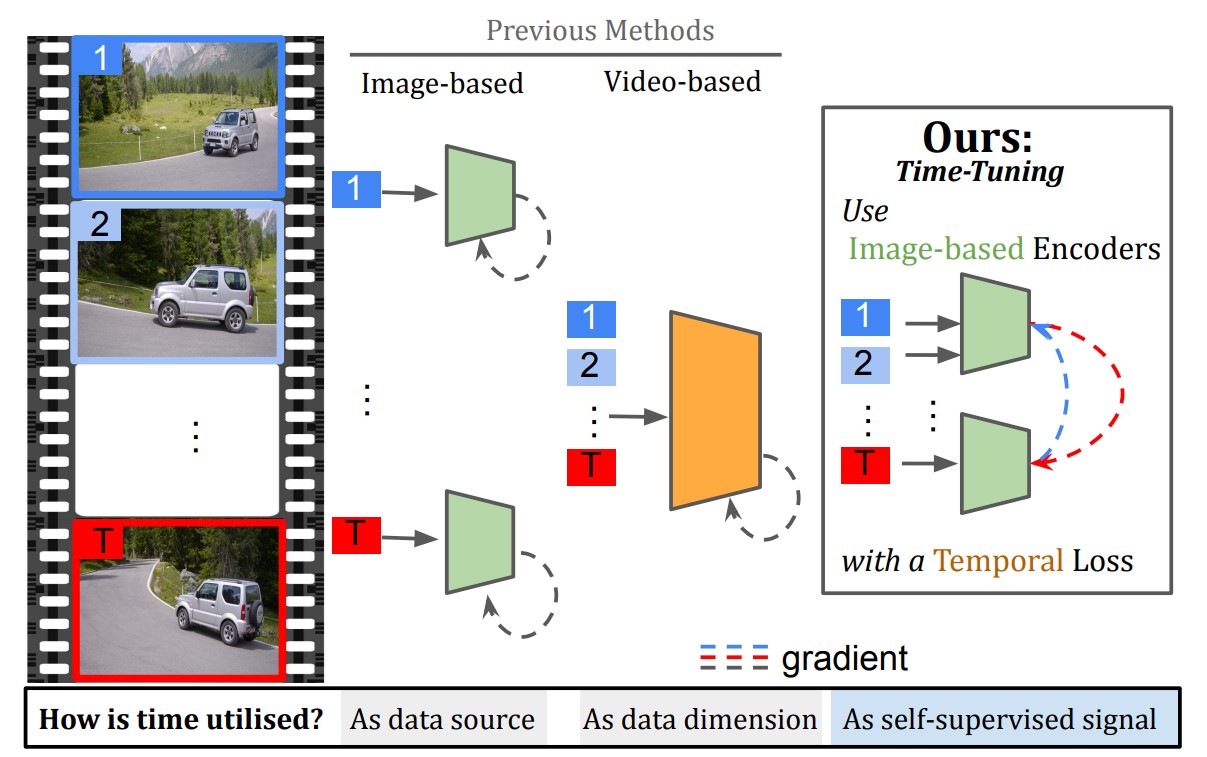 Previous Methods
Image-based
Video-based
1
2
⋮
T
1
⋮
T
1
2
⋮
T
Ours:
Time-Tuning
Use
Image-based Encoders
1
2
⋮
⋮
T
with a Temporal Loss
gradient
How is time utilised?
As data source
As data dimension
As self-supervised signal